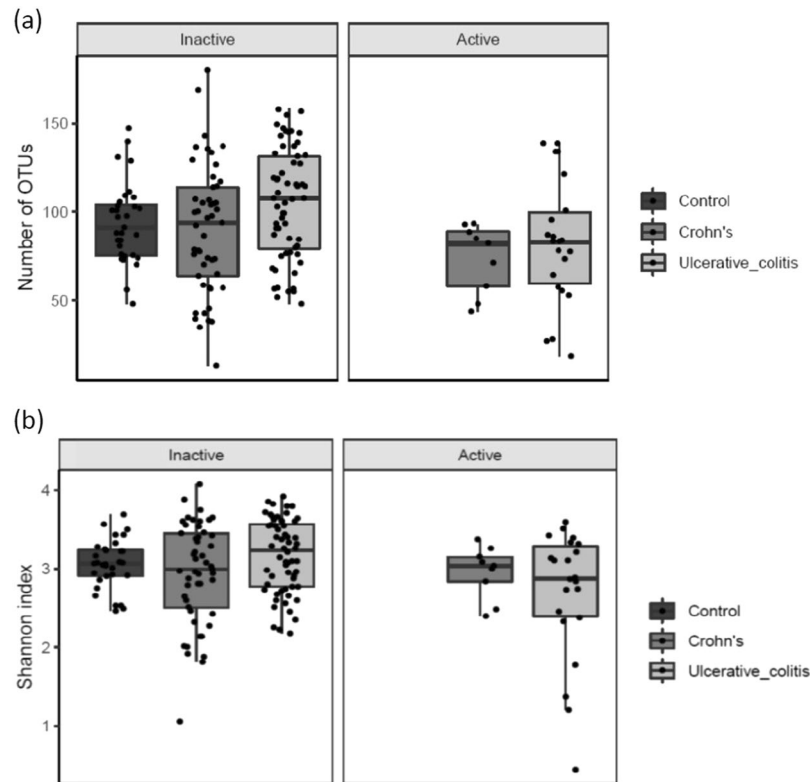 (a)
Inactive Active
Number of OTUs
150
100
50
Control
Crohn's
Ulcerative_colitis
(b)
Inactive Active
Shannon index
4
3
2
1
Control
Crohn's
Ulcerative_colitis